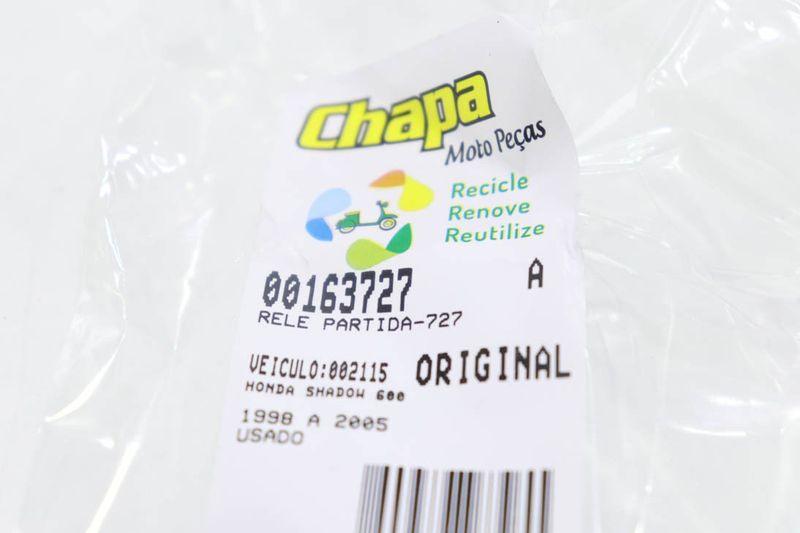 Chapa
Moto Peças
Recicle
Renove
Reutilize
00163727 A
RELE PARTIDA-727
VEICULO:002115 ORIGINAL
HONDA SHADOW 600
1998 A 2005
USADO